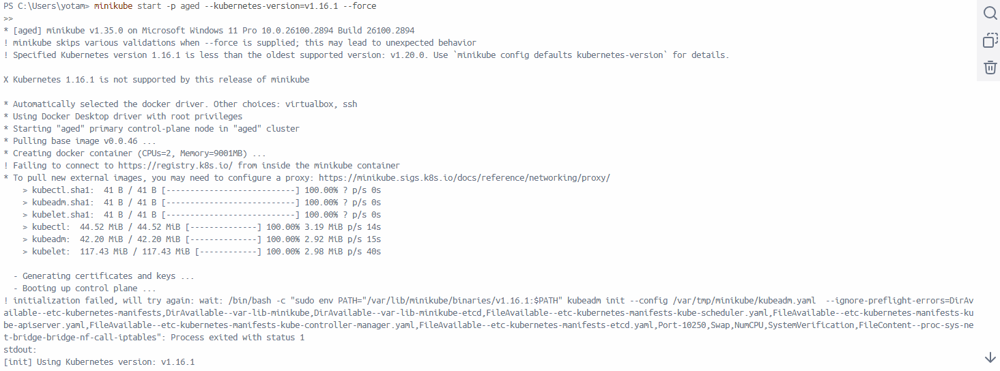 PS C:\Users\yotam> minikube start -p aged --kubernetes-version=v1.16.1 --force
>>
* [aged] minikube v1.35.0 on Microsoft Windows 11 Pro 10.0.26100.2894 Build 26100.2894
! minikube skips various validations when --force is supplied; this may lead to unexpected behavior
! Specified Kubernetes version 1.16.1 is less than the oldest supported version: v1.20.0. Use `minikube config defaults kubernetes-version` for details.
X Kubernetes 1.16.1 is not supported by this release of minikube
* Automatically selected the docker driver. Other choices: virtualbox, ssh
* Using Docker Desktop driver with root privileges
* Starting "aged" primary control-plane node in "aged" cluster
* Pulling base image v0.0.46 ...
* Creating docker container (CPUs=2, Memory=9001MB) ...
! Failing to connect to https://registry.k8s.io/ from inside the minikube container
* To pull new external images, you may need to configure a proxy: https://minikube.sigs.k8s.io/docs/reference/networking/proxy/
    > kubectl.sha1:  41 B / 41 B [---------------------------] 100.00% ? p/s 0s
    > kubeadm.sha1:  41 B / 41 B [---------------------------] 100.00% ? p/s 0s
    > kubelet.sha1:  41 B / 41 B [---------------------------] 100.00% ? p/s 0s
    > kubectl:  44.52 MiB / 44.52 MiB [--------------] 100.00% 3.19 MiB p/s 14s
    > kubeadm:  42.20 MiB / 42.20 MiB [--------------] 100.00% 2.92 MiB p/s 15s
    > kubelet:  117.43 MiB / 117.43 MiB [------------] 100.00% 2.98 MiB p/s 40s
  - Generating certificates and keys ...
  - Booting up control plane ...
! initialization failed, will try again: wait: /bin/bash -c "sudo env PATH="/var/lib/minikube/binaries/v1.16.1:$PATH" kubeadm init --config /var/tmp/minikube/kubeadm.yaml  --ignore-preflight-errors=DirAv
ailable--etc-kubernetes-manifests,DirAvailable--var-lib-minikube,DirAvailable--var-lib-minikube-etcd,FileAvailable--etc-kubernetes-manifests-kube-scheduler.yaml,FileAvailable--etc-kubernetes-manifests-ku
be-apiserver.yaml,FileAvailable--etc-kubernetes-manifests-kube-controller-manager.yaml,FileAvailable--etc-kubernetes-manifests-etcd.yaml,Port-10250,Swap,NumCPU,SystemVerification,FileContent--proc-sys-ne
t-bridge-bridge-nf-call-iptables": Process exited with status 1
stdout:
[init] Using Kubernetes version: v1.16.1